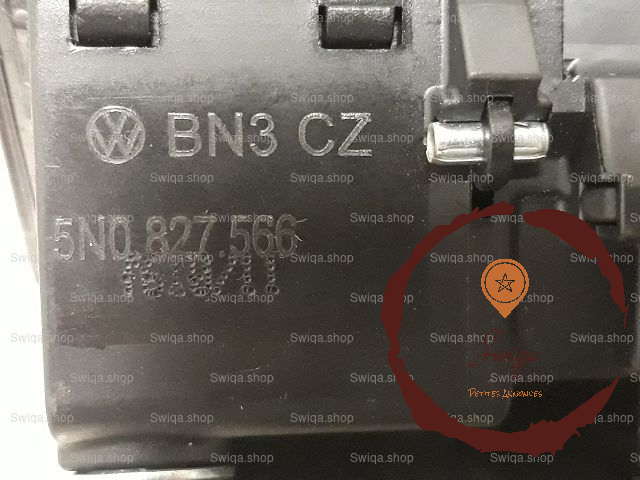 BN3 CZ
5N0.827.566
Swiqa.shop
PETITES ANNONCES